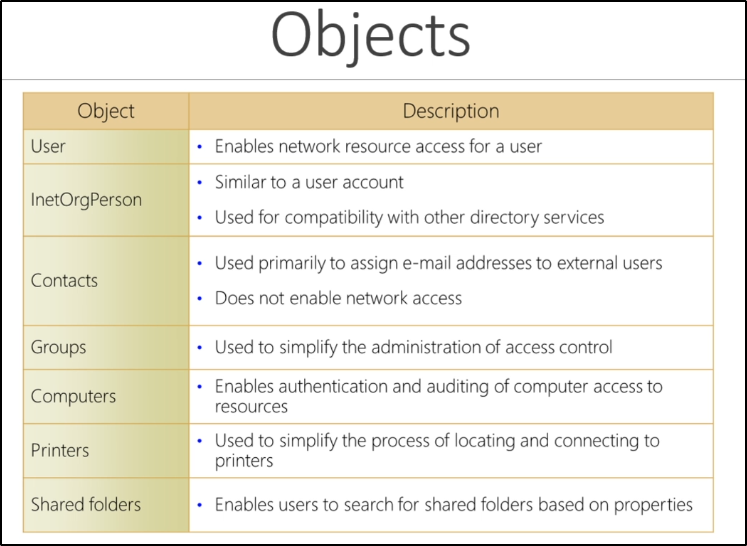 Objects
Object Description
User
• Enables network resource access for a user
InetOrgPerson
• Similar to a user account
• Used for compatibility with other directory services
Contacts
• Used primarily to assign e-mail addresses to external users
• Does not enable network access
Groups
• Used to simplify the administration of access control
Computers
• Enables authentication and auditing of computer access to
resources
Printers
• Used to simplify the process of locating and connecting to
printers
Shared folders
• Enables users to search for shared folders based on properties